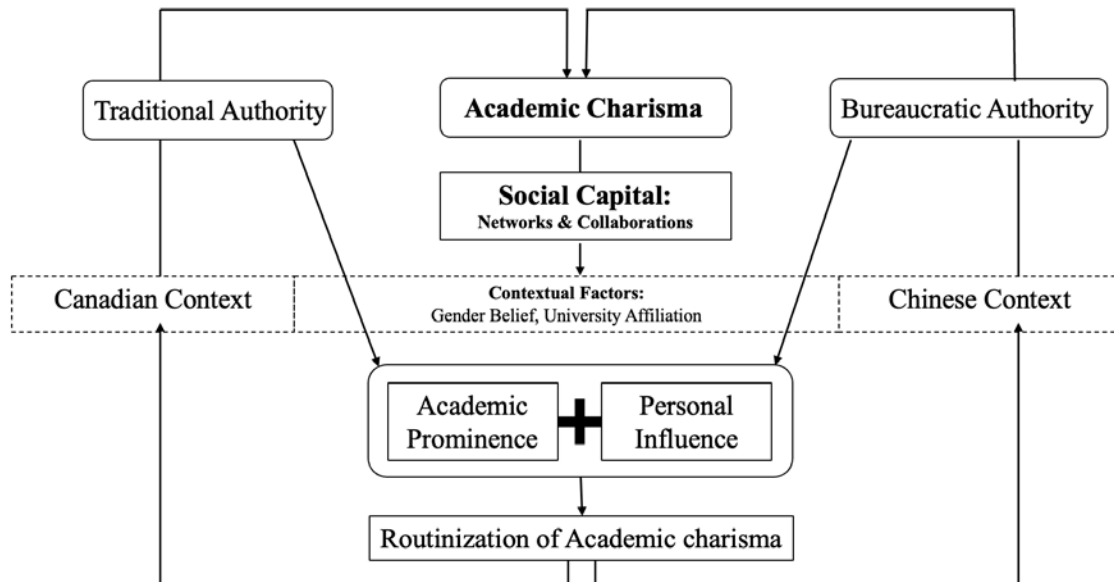 Traditional Authority
Academic Charisma
Bureaucratic Authority
Social Capital:
Networks & Collaborations
Canadian Context
Contextual Factors:
Gender Belief, University Affiliation
Chinese Context
Academic
Prominence
Personal
Influence
Routinization of Academic charisma